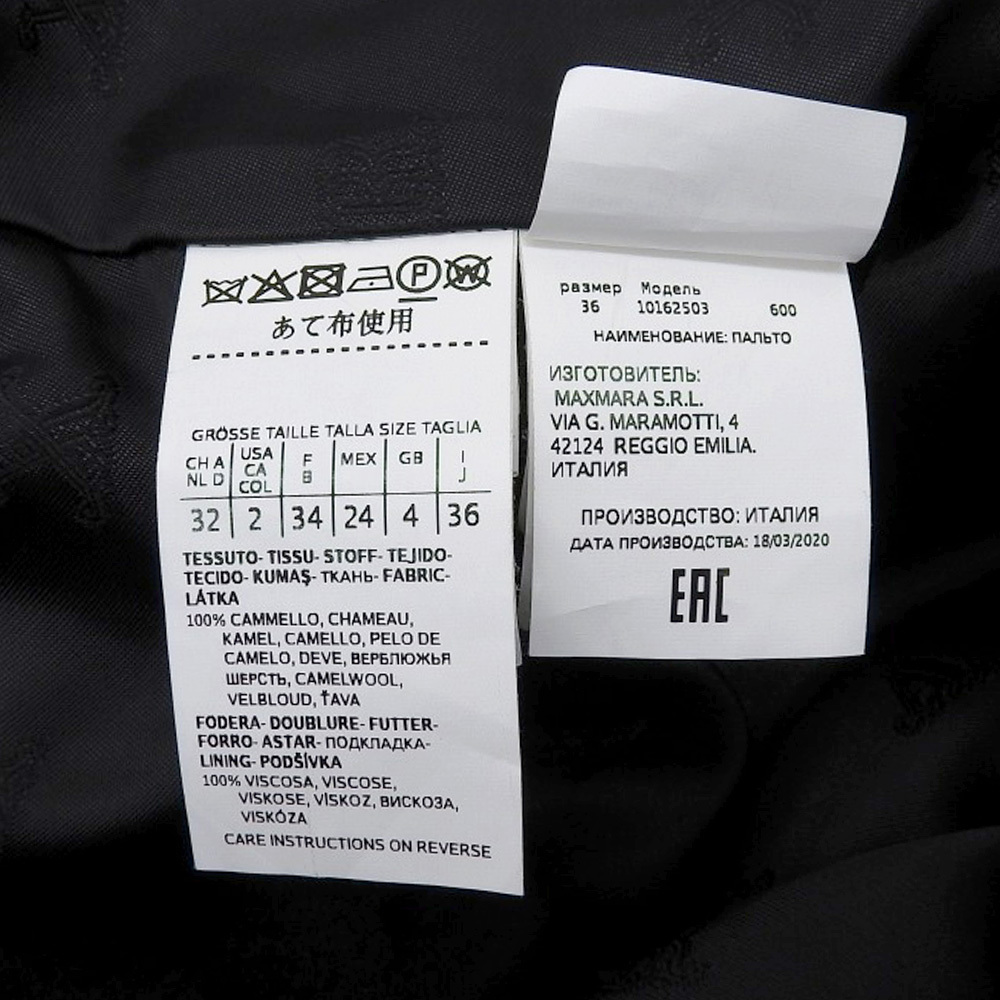 P W
あて布使用
GRÖSSE TAILLE TALLA SIZE TAGLIA
CH A NL D | USA CA COL | F B | MEX | GB | I J
32 | 2 | 34 | 24 | 4 | 36
TESSUTO- TISSU- STOFF- TEJIDO-
TECIDO- KUMAŞ- ТКАНЬ- FABRIC-
LÁTKA
100% CAMMELLO, CHAMEAU,
KAMEL, CAMELLO, PELO DE
CAMELO, DEVE, ВЕРБЛЮЖЬЯ
ШЕРСТЬ, CAMELWOOL,
VELBLOUD, ŤAVA
FODERA- DOUBLURE- FUTTER-
FORRO- ASTAR- ПОДКЛАДКА-
LINING- PODŠÍVKA
100% VISCOSA, VISCOSE,
VISKOSE, VİSKOZ, ВИСКОЗА,
VISKÓZA
CARE INSTRUCTIONS ON REVERSE
размер Модель
36 10162503 600
НАИМЕНОВАНИЕ: ПАЛЬТО
ИЗГОТОВИТЕЛЬ:
MAXMARA S.R.L.
VIA G. MARAMOTTI, 4
42124 REGGIO EMILIA.
ИТАЛИЯ
ПРОИЗВОДСТВО: ИТАЛИЯ
ДАТА ПРОИЗВОДСТВА: 18/03/2020
EAC